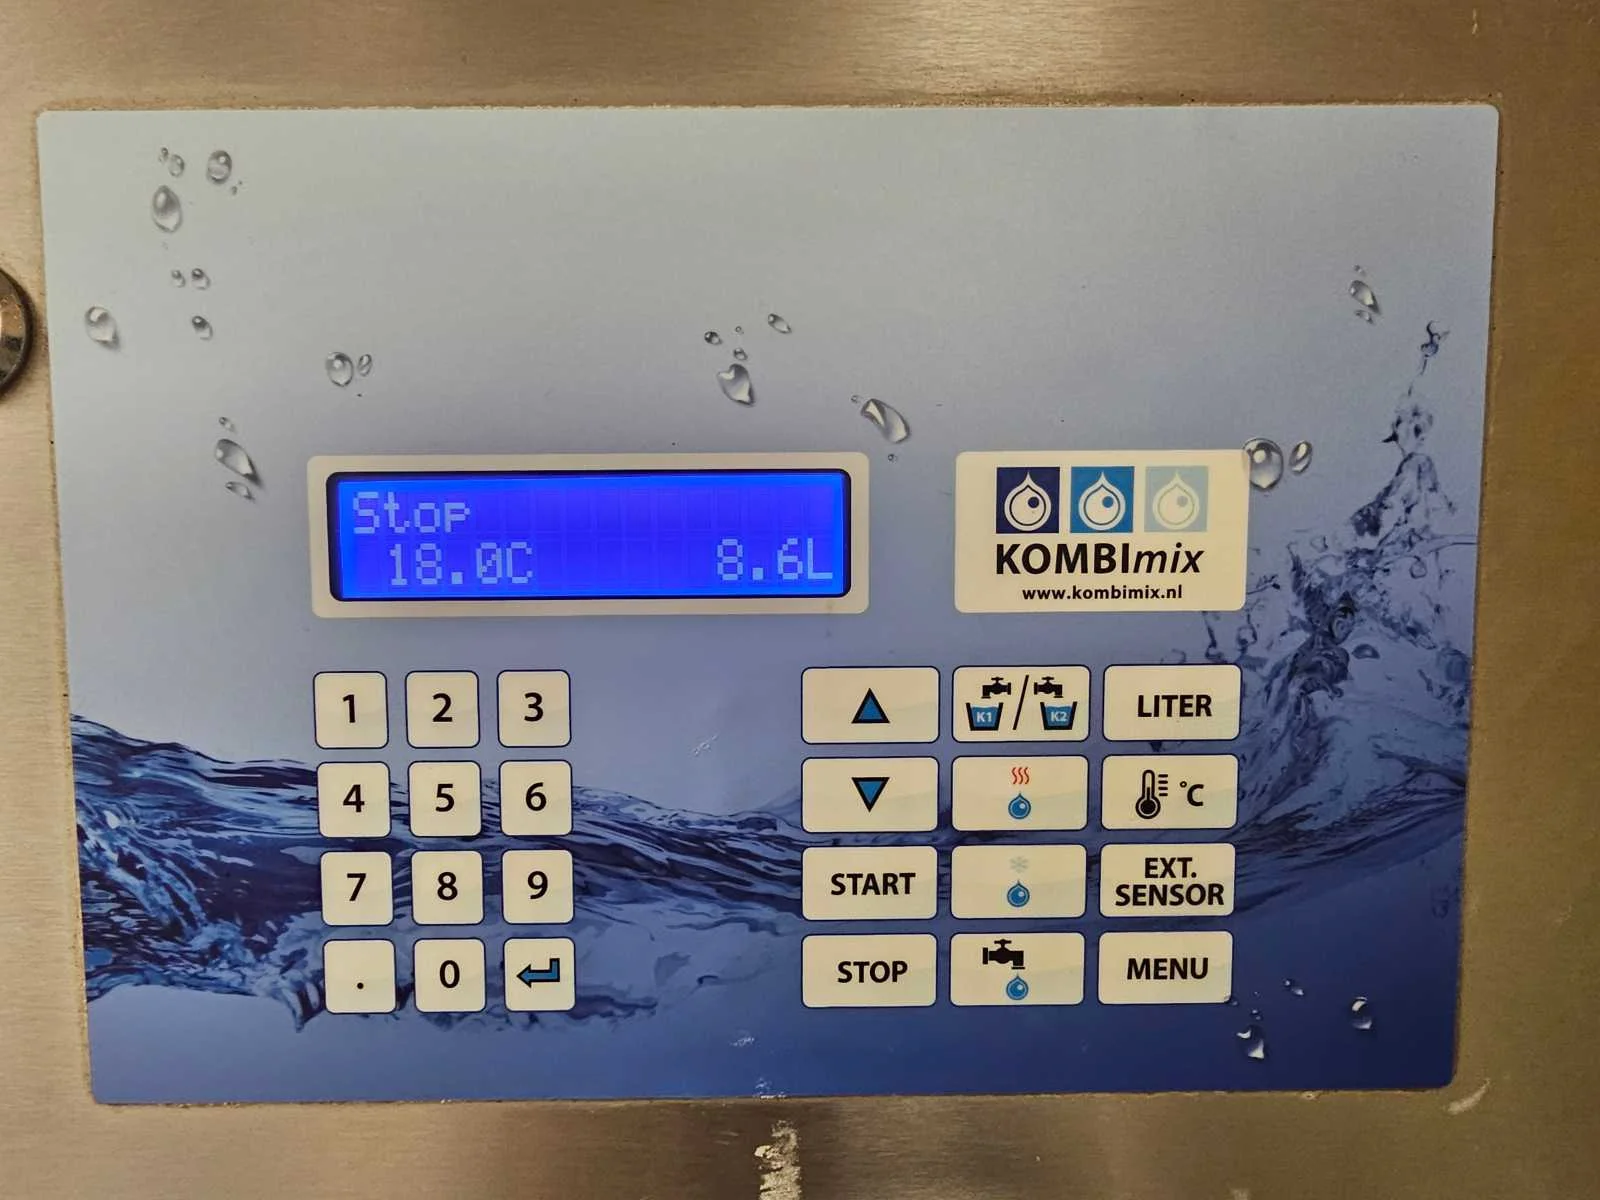 Stop
18.0C 8.6L
KOMBImix
www.kombimix.nl
1 2 3
4 5 6
7 8 9
. 0
K1 / K2 LITER
°C
START EXT. SENSOR
STOP MENU